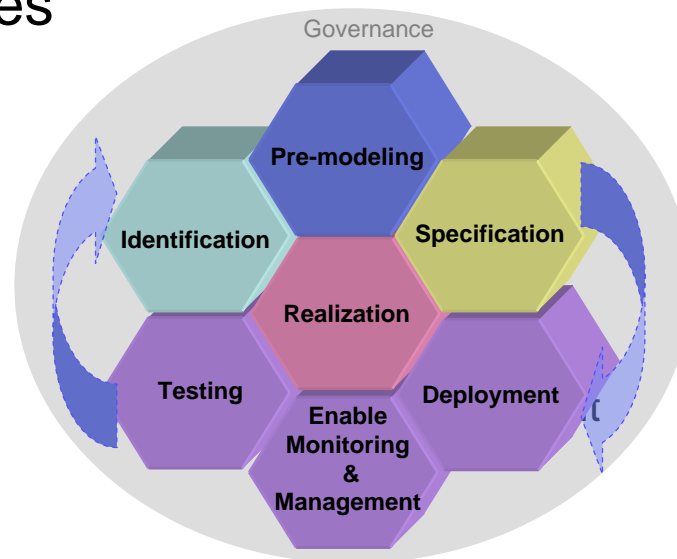 es
Governance
Pre-modeling
Identification
Specification
Realization
Testing
Deployment
Enable
Monitoring
&
Management